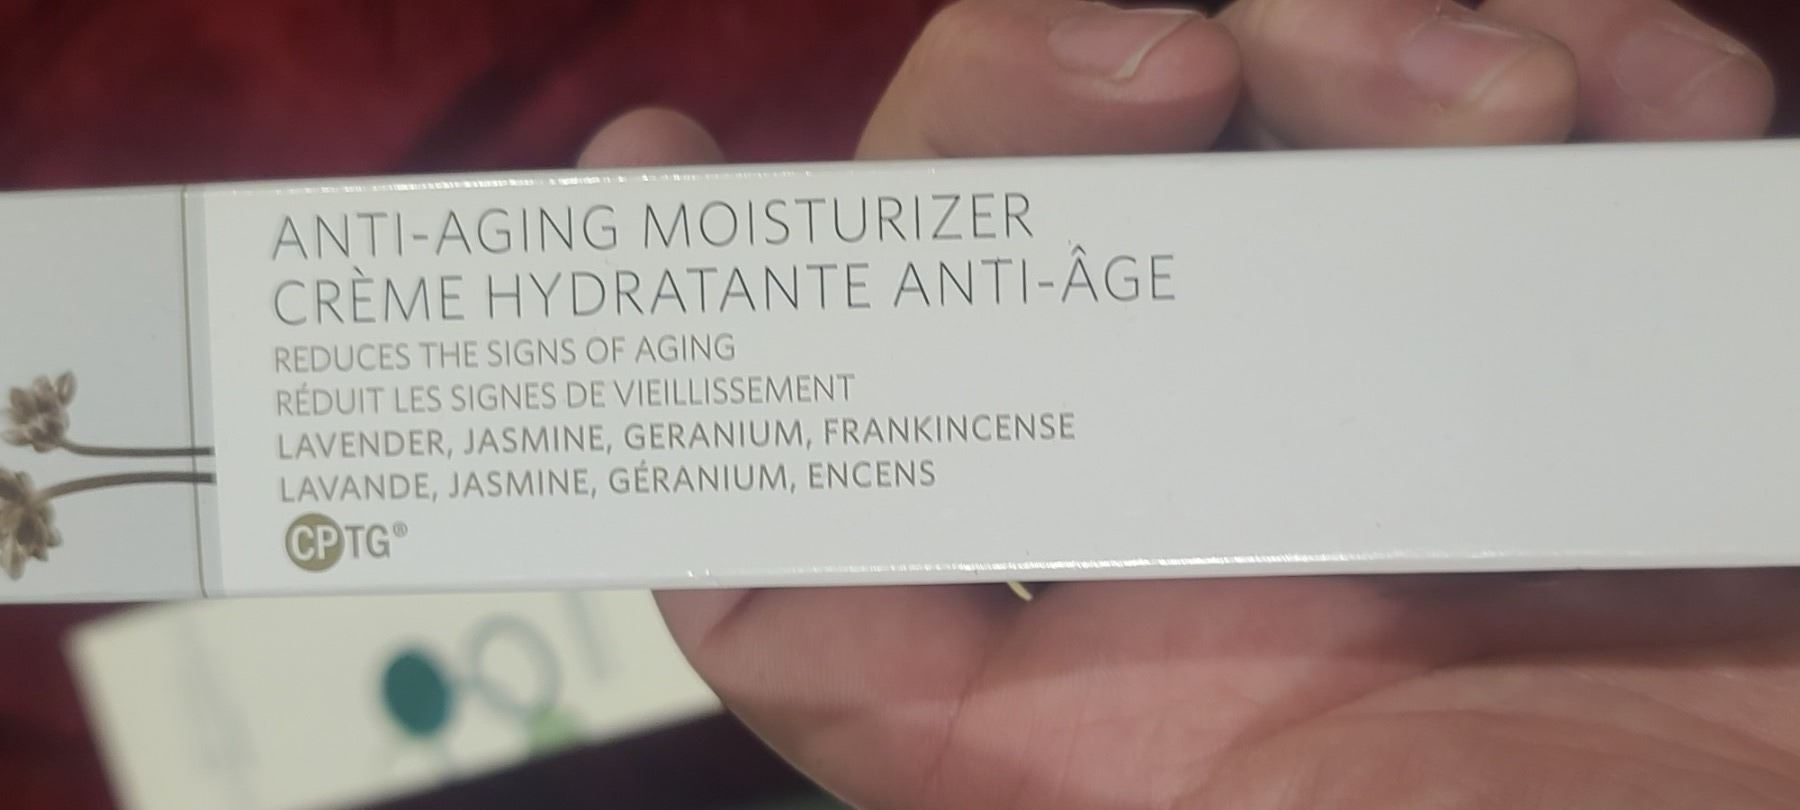 ANTI-AGING MOISTURIZER
CRÈME HYDRATANTE ANTI-ÂGE
REDUCES THE SIGNS OF AGING
RÉDUIT LES SIGNES DE VIEILLISSEMENT
LAVENDER, JASMINE, GERANIUM, FRANKINCENSE
LAVANDE, JASMINE, GÉRANIUM, ENCENS
CPTG®